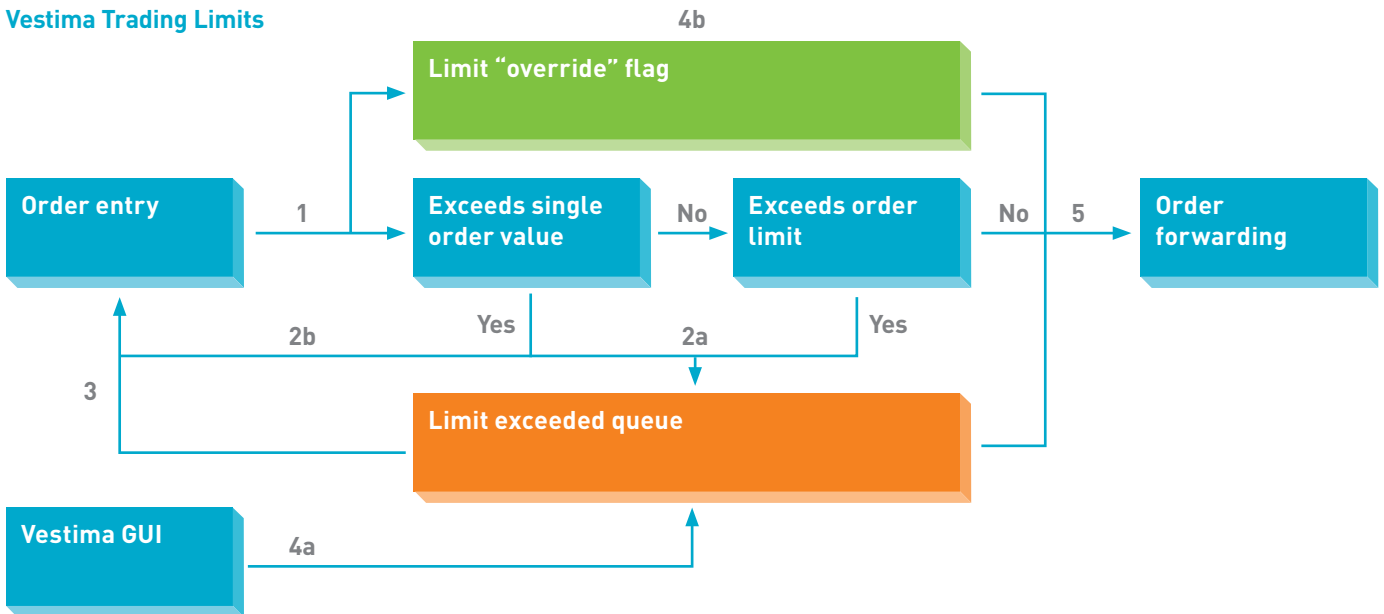 Vestima Trading Limits
4b
Limit “override” flag
Order entry
1
Exceeds single
order value
No
Exceeds order
limit
No
5
Order
forwarding
Yes
Yes
2b
2a
3
Limit exceeded queue
Vestima GUI
4a